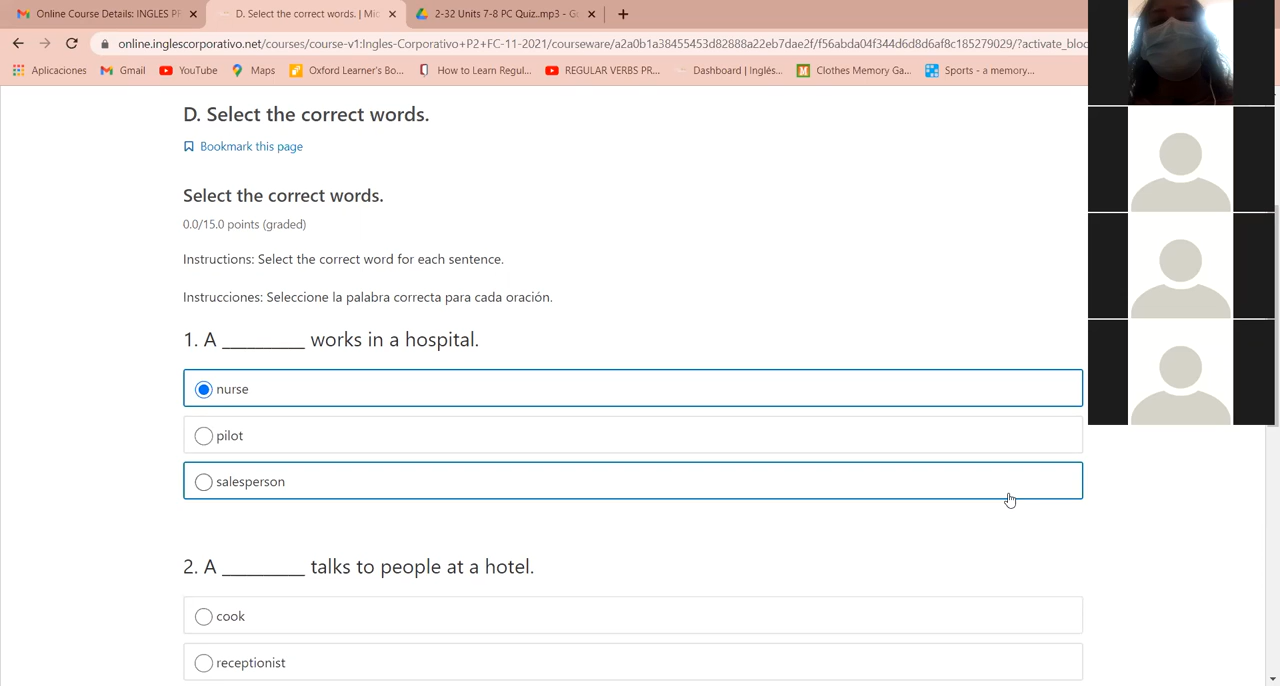 Online Course Details: INGLES PF
D. Select the correct words. | Mic
2-32 Units 7-8 PC Quiz..mp3 - Go
online.inglescorporativo.net/courses/course-v1:Ingles-Corporativo+P2+FC-11-2021/courseware/a2a0b1a38455453d82888a22eb7dae2f/f56abda04f344d6d8d6af8c185279029/?activate_bloc
Aplicaciones
Gmail
YouTube
Maps
Oxford Learner's Bo...
How to Learn Regul...
REGULAR VERBS PR...
Dashboard | Inglés...
Clothes Memory Ga...
Sports - a memory...
D. Select the correct words.
Bookmark this page
Select the correct words.
0.0/15.0 points (graded)
Instructions: Select the correct word for each sentence.
Instrucciones: Seleccione la palabra correcta para cada oración.
1. A _________ works in a hospital.
nurse
pilot
salesperson
2. A _________ talks to people at a hotel.
cook
receptionist